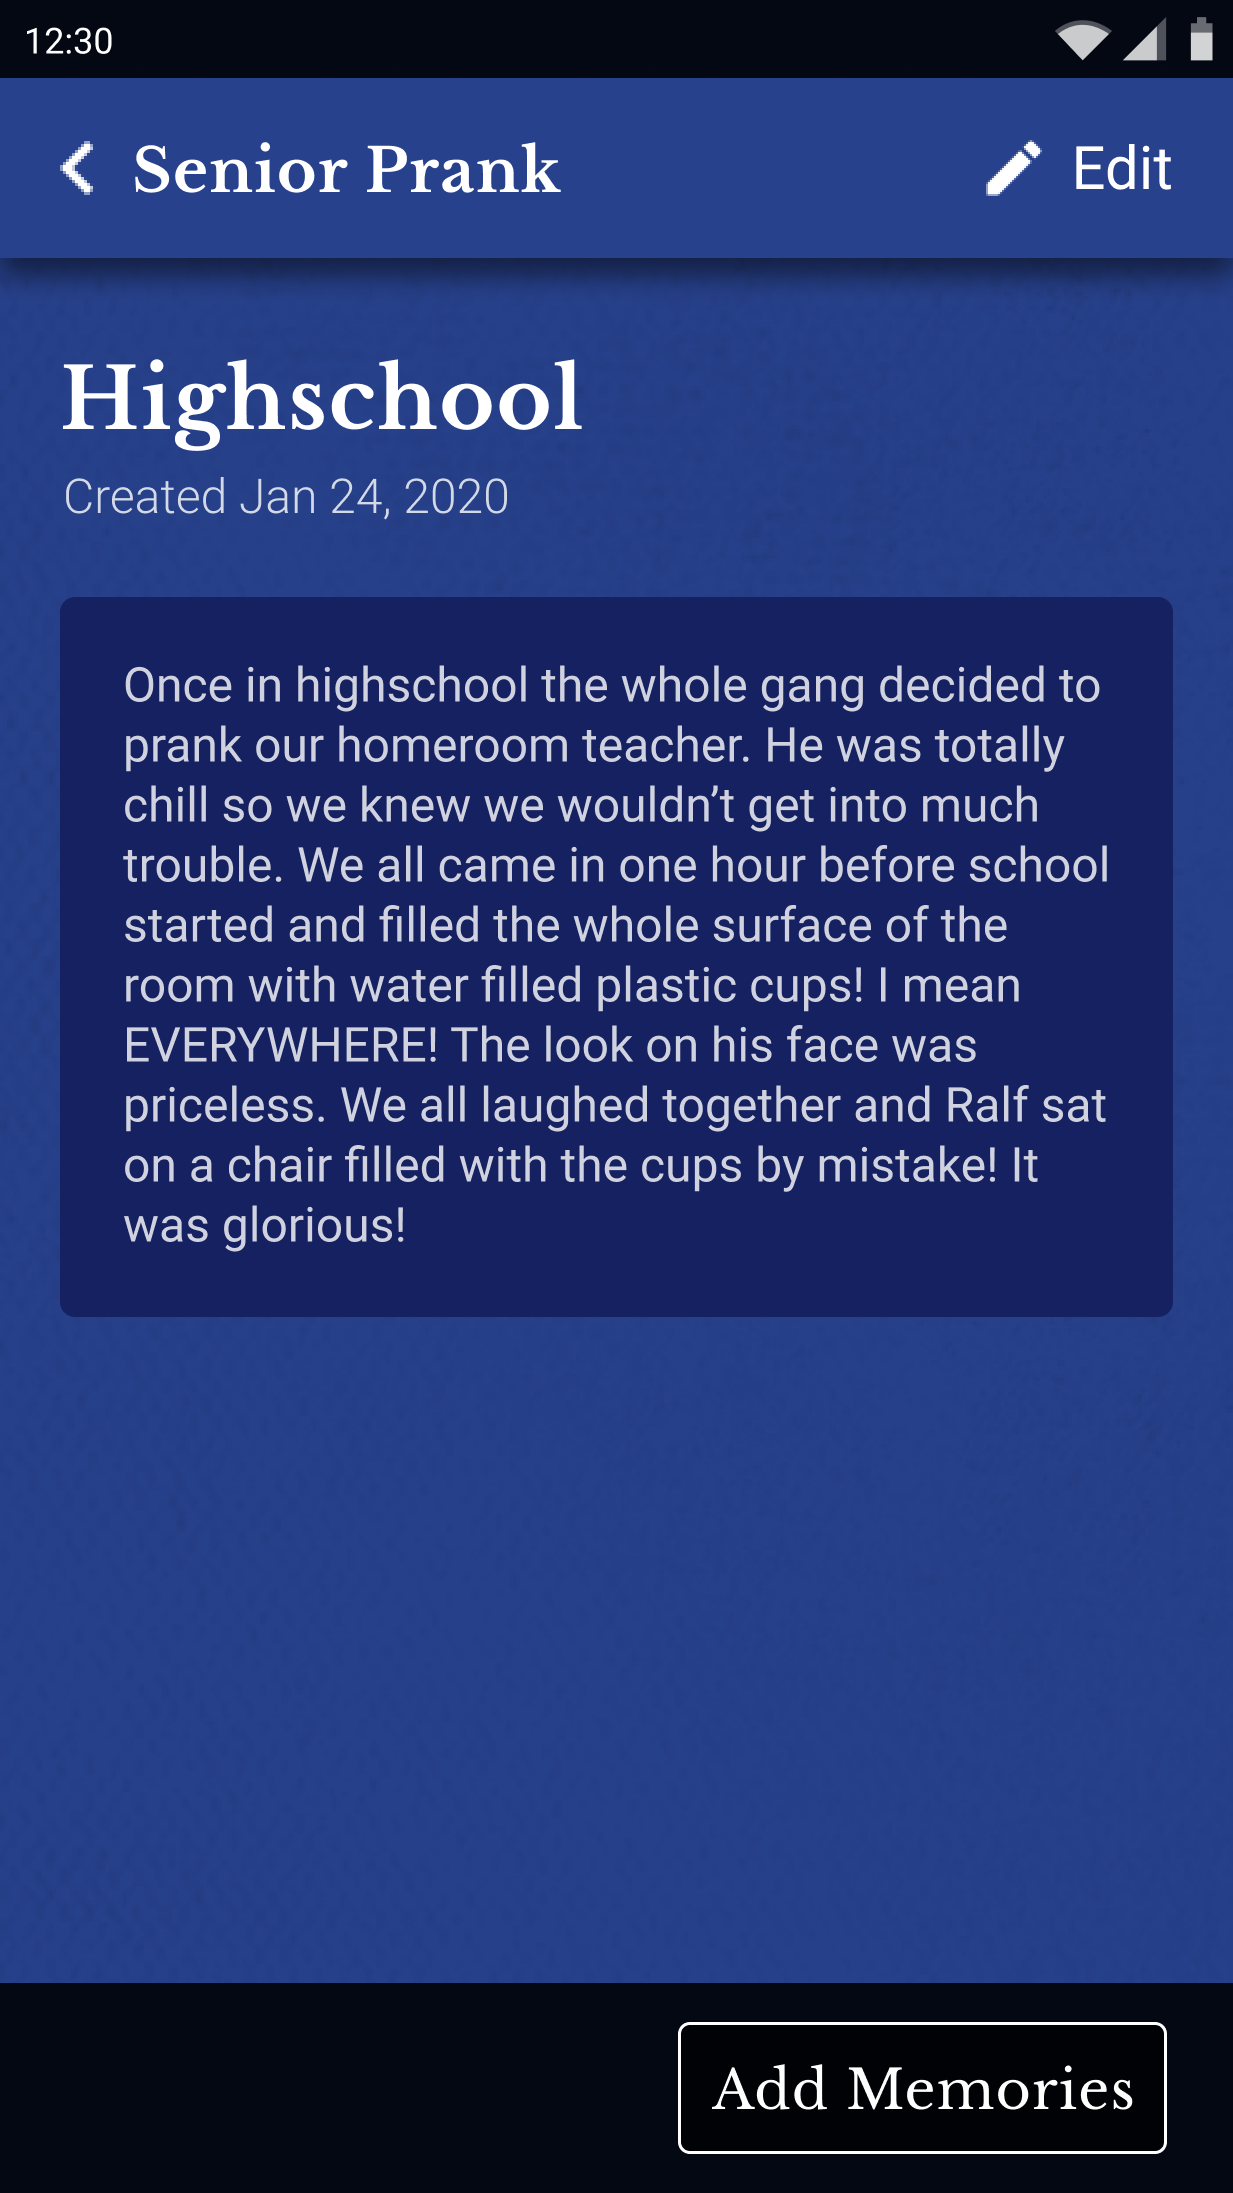 12:30
Senior Prank
Edit
Highschool
Created Jan 24, 2020
Once in highschool the whole gang decided to
prank our homeroom teacher. He was totally
chill so we knew we wouldn’t get into much
trouble. We all came in one hour before school
started and filled the whole surface of the
room with water filled plastic cups! I mean
EVERYWHERE! The look on his face was
priceless. We all laughed together and Ralf sat
on a chair filled with the cups by mistake! It
was glorious!
Add Memories